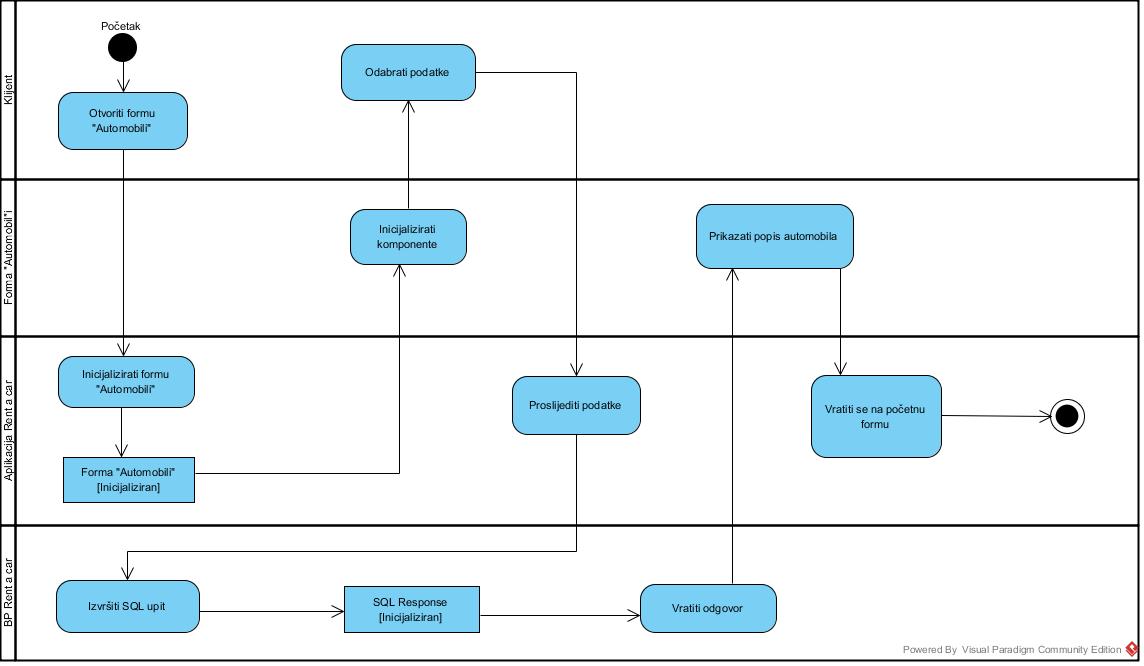 Klijent
Početak
Otvoriti formu
"Automobili"
Odabrati podatke
Forma "Automobil"i
Inicijalizirati
komponente
Prikazati popis automobila
Aplikacija Rent a car
Inicijalizirati formu
"Automobili"
Forma "Automobili"
[Inicijaliziran]
Proslijediti podatke
Vratiti se na početnu
formu
BP Rent a car
Izvršiti SQL upit
SQL Response
[Inicijaliziran]
Vratiti odgovor
Powered By Visual Paradigm Community Edition